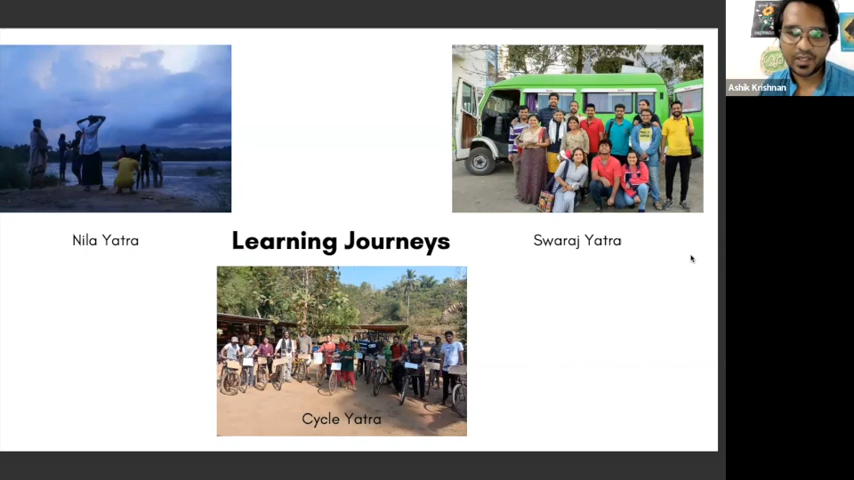 Ashik Krishnan
Nila Yatra
Learning Journeys
Swaraj Yatra
Cycle Yatra